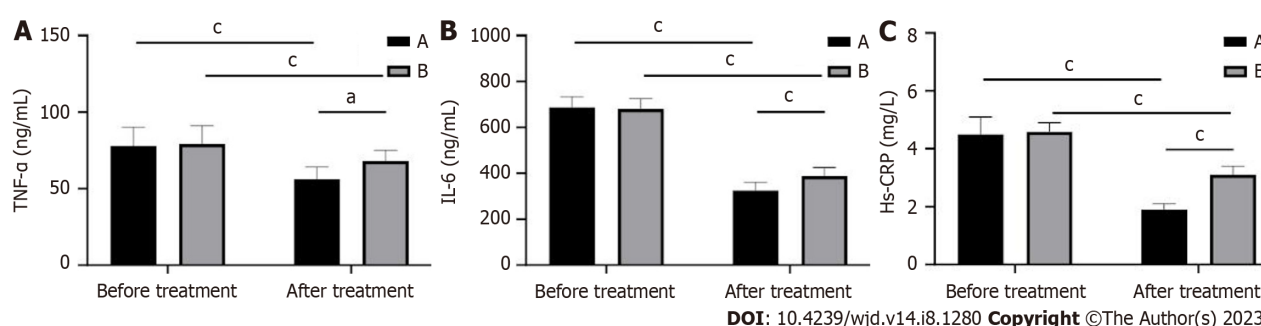 A
TNF-α (ng/mL)
150
100
50
0
c
c
a
A
B
Before treatment
After treatment
B
IL-6 (ng/mL)
1000
800
600
400
200
0
c
c
c
A
B
Before treatment
After treatment
C
Hs-CRP (mg/L)
8
6
4
2
0
c
c
c
Before treatment
After treatment
DOI: 10.4239/wjd.v14.i8.1280 Copyright ©The Author(s) 2023